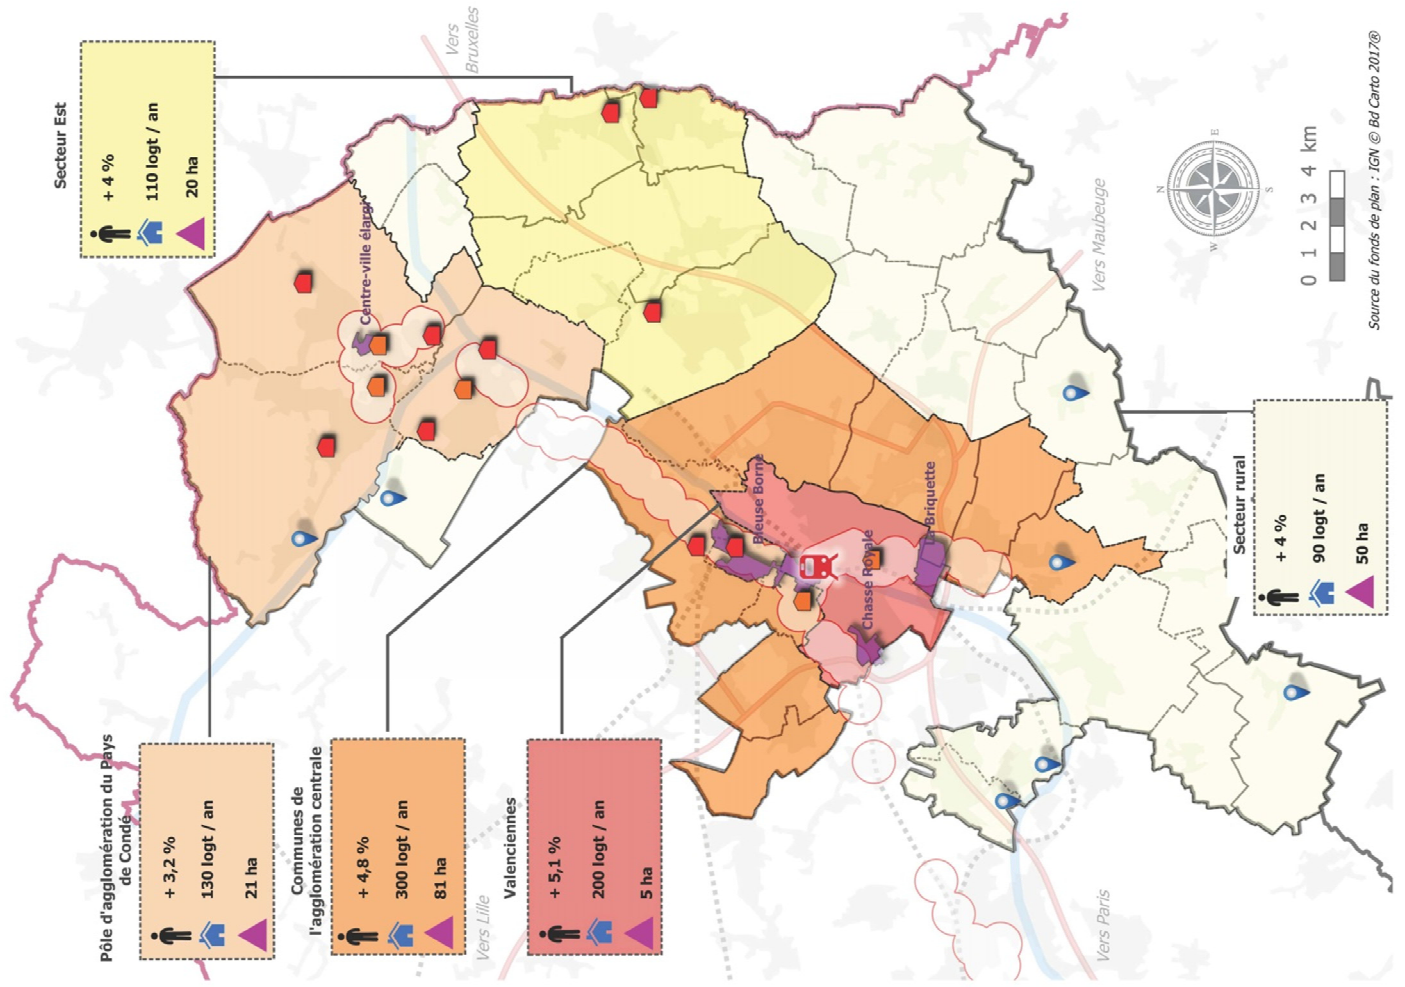 Secteur Est
+ 4 %
110 logt / an
20 ha
Vers
Bruxelles
Centre-ville élargi
Pôle d'agglomération du Pays
de Condé
+ 3,2 %
130 logt / an
21 ha
Communes de
l'agglomération centrale
+ 4,8 %
300 logt / an
81 ha
Valenciennes
+ 5,1 %
200 logt / an
5 ha
Vers Lille
Bleuse Borne
Chasse Royale
La Briquette
Vers Maubeuge
Vers Paris
Secteur rural
+ 4 %
90 logt / an
50 ha
N
E
S
W
0 1 2 3 4 km
Source du fonds de plan : IGN © Bd Carto 2017®